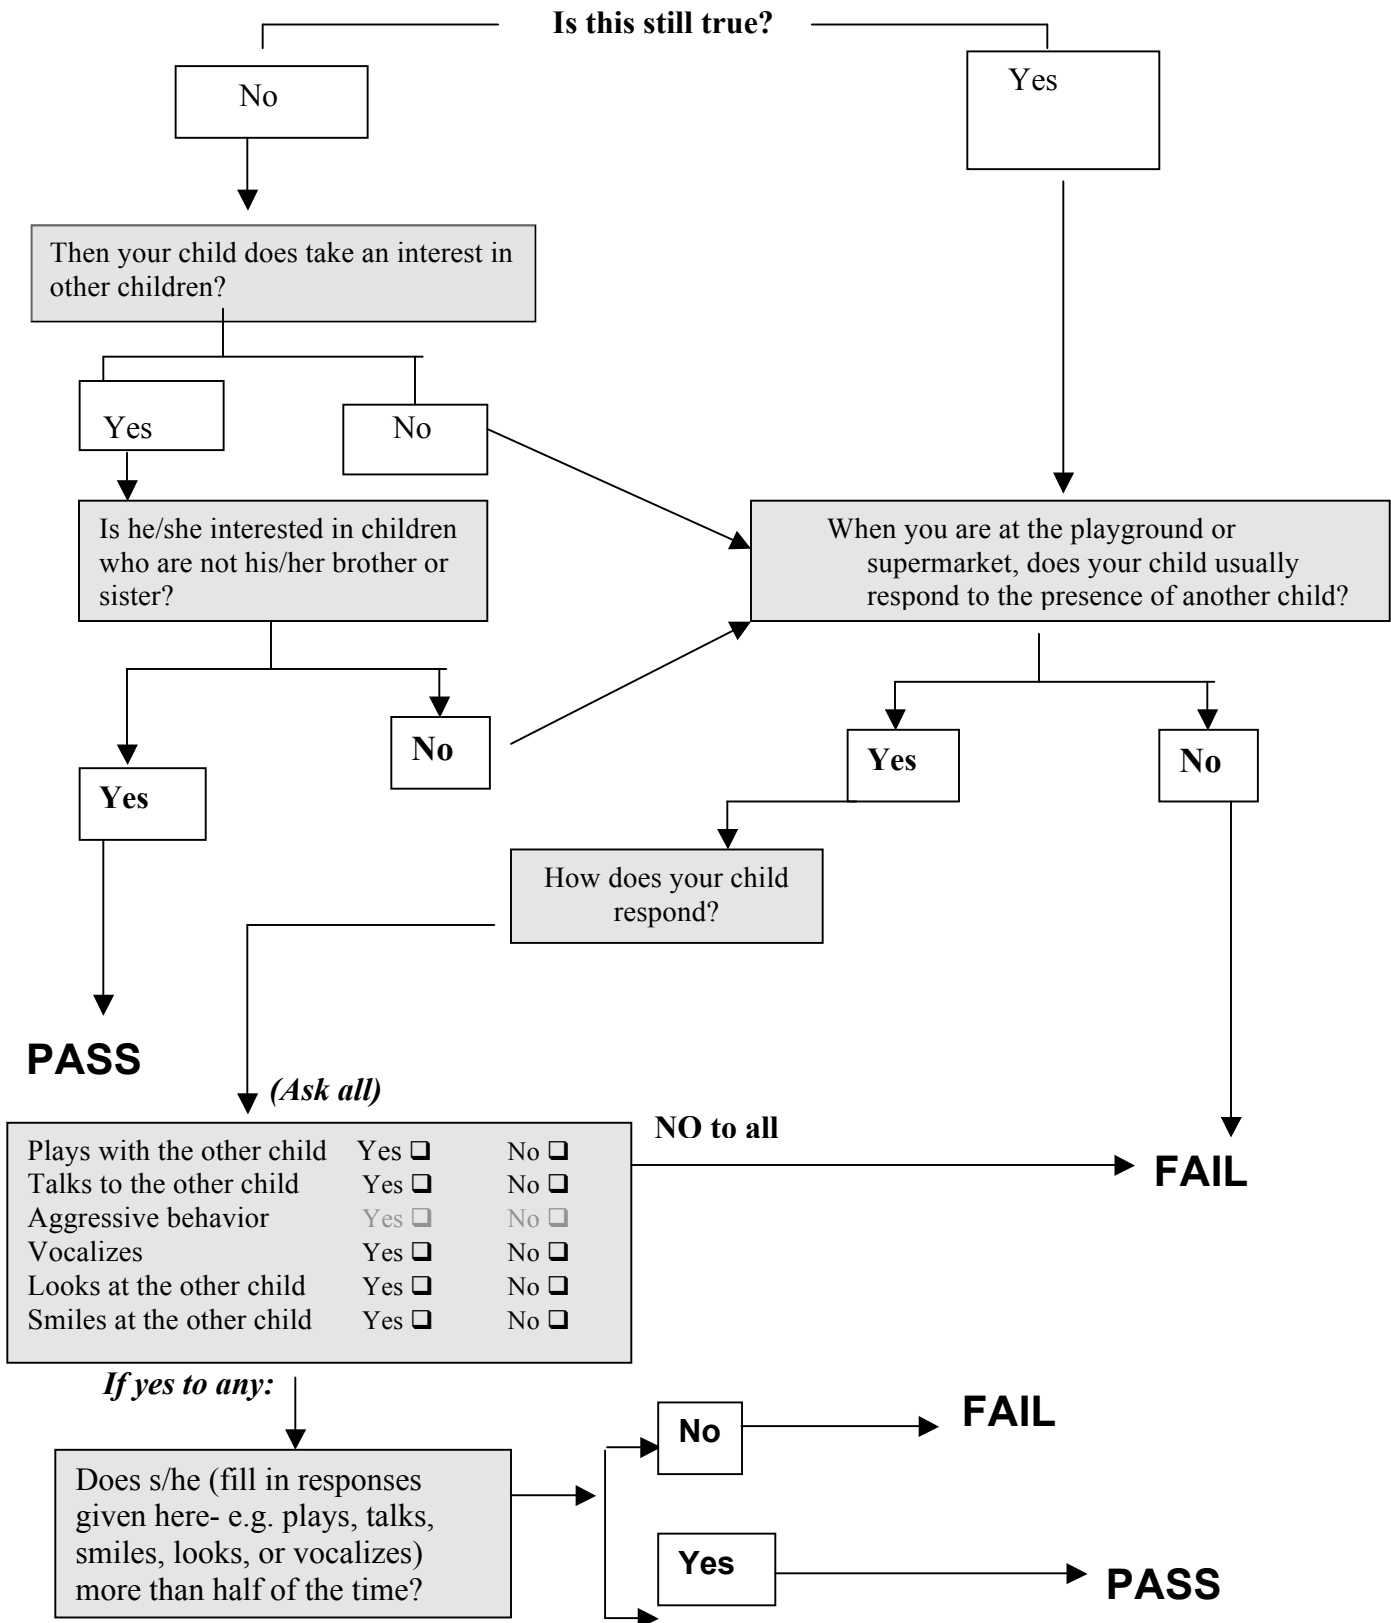 Is this still true?
No
Yes
Then your child does take an interest in
other children?
Yes
No
Is he/she interested in children
who are not his/her brother or
sister?
When you are at the playground or
supermarket, does your child usually
respond to the presence of another child?
Yes
No
Yes
No
How does your child
respond?
PASS
(Ask all)
NO to all
Plays with the other child Yes ❑ No ❑
Talks to the other child Yes ❑ No ❑
Aggressive behavior Yes ❑ No ❑
Vocalizes Yes ❑ No ❑
Looks at the other child Yes ❑ No ❑
Smiles at the other child Yes ❑ No ❑
FAIL
If yes to any:
Does s/he (fill in responses
given here- e.g. plays, talks,
smiles, looks, or vocalizes)
more than half of the time?
No
FAIL
Yes
PASS